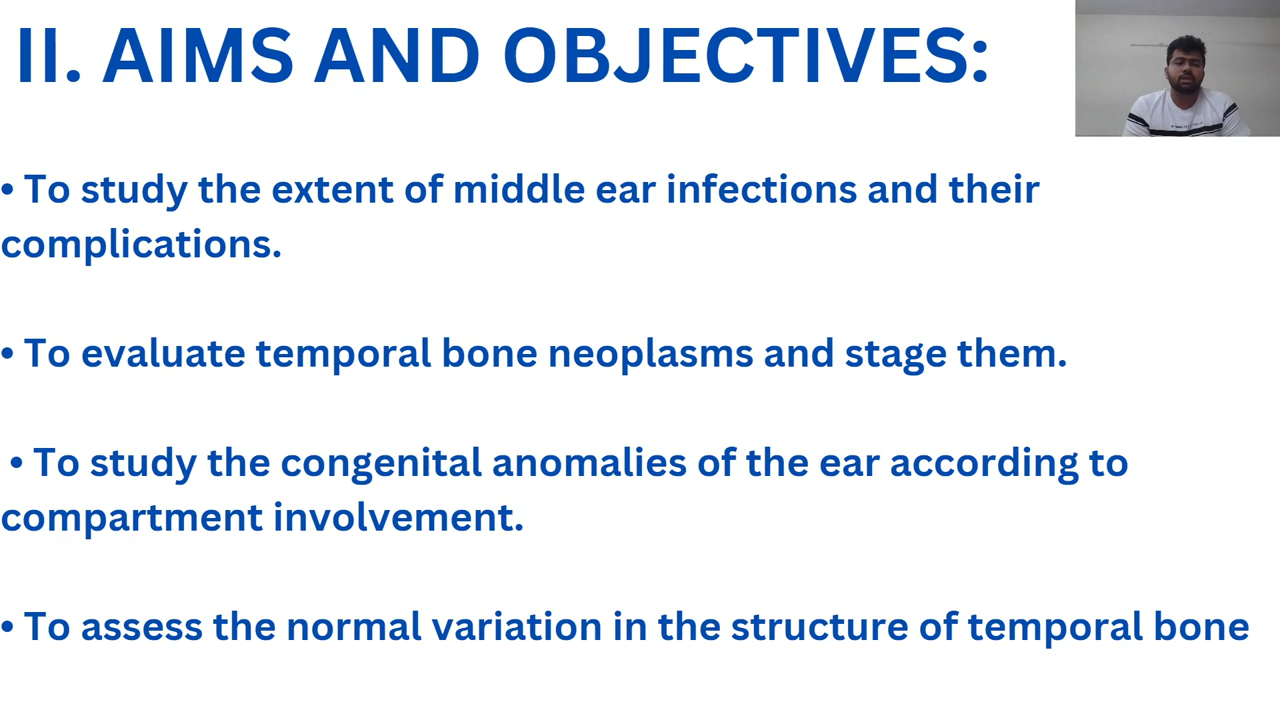 II. AIMS AND OBJECTIVES:
• To study the extent of middle ear infections and their
complications.
• To evaluate temporal bone neoplasms and stage them.
• To study the congenital anomalies of the ear according to
compartment involvement.
• To assess the normal variation in the structure of temporal bone